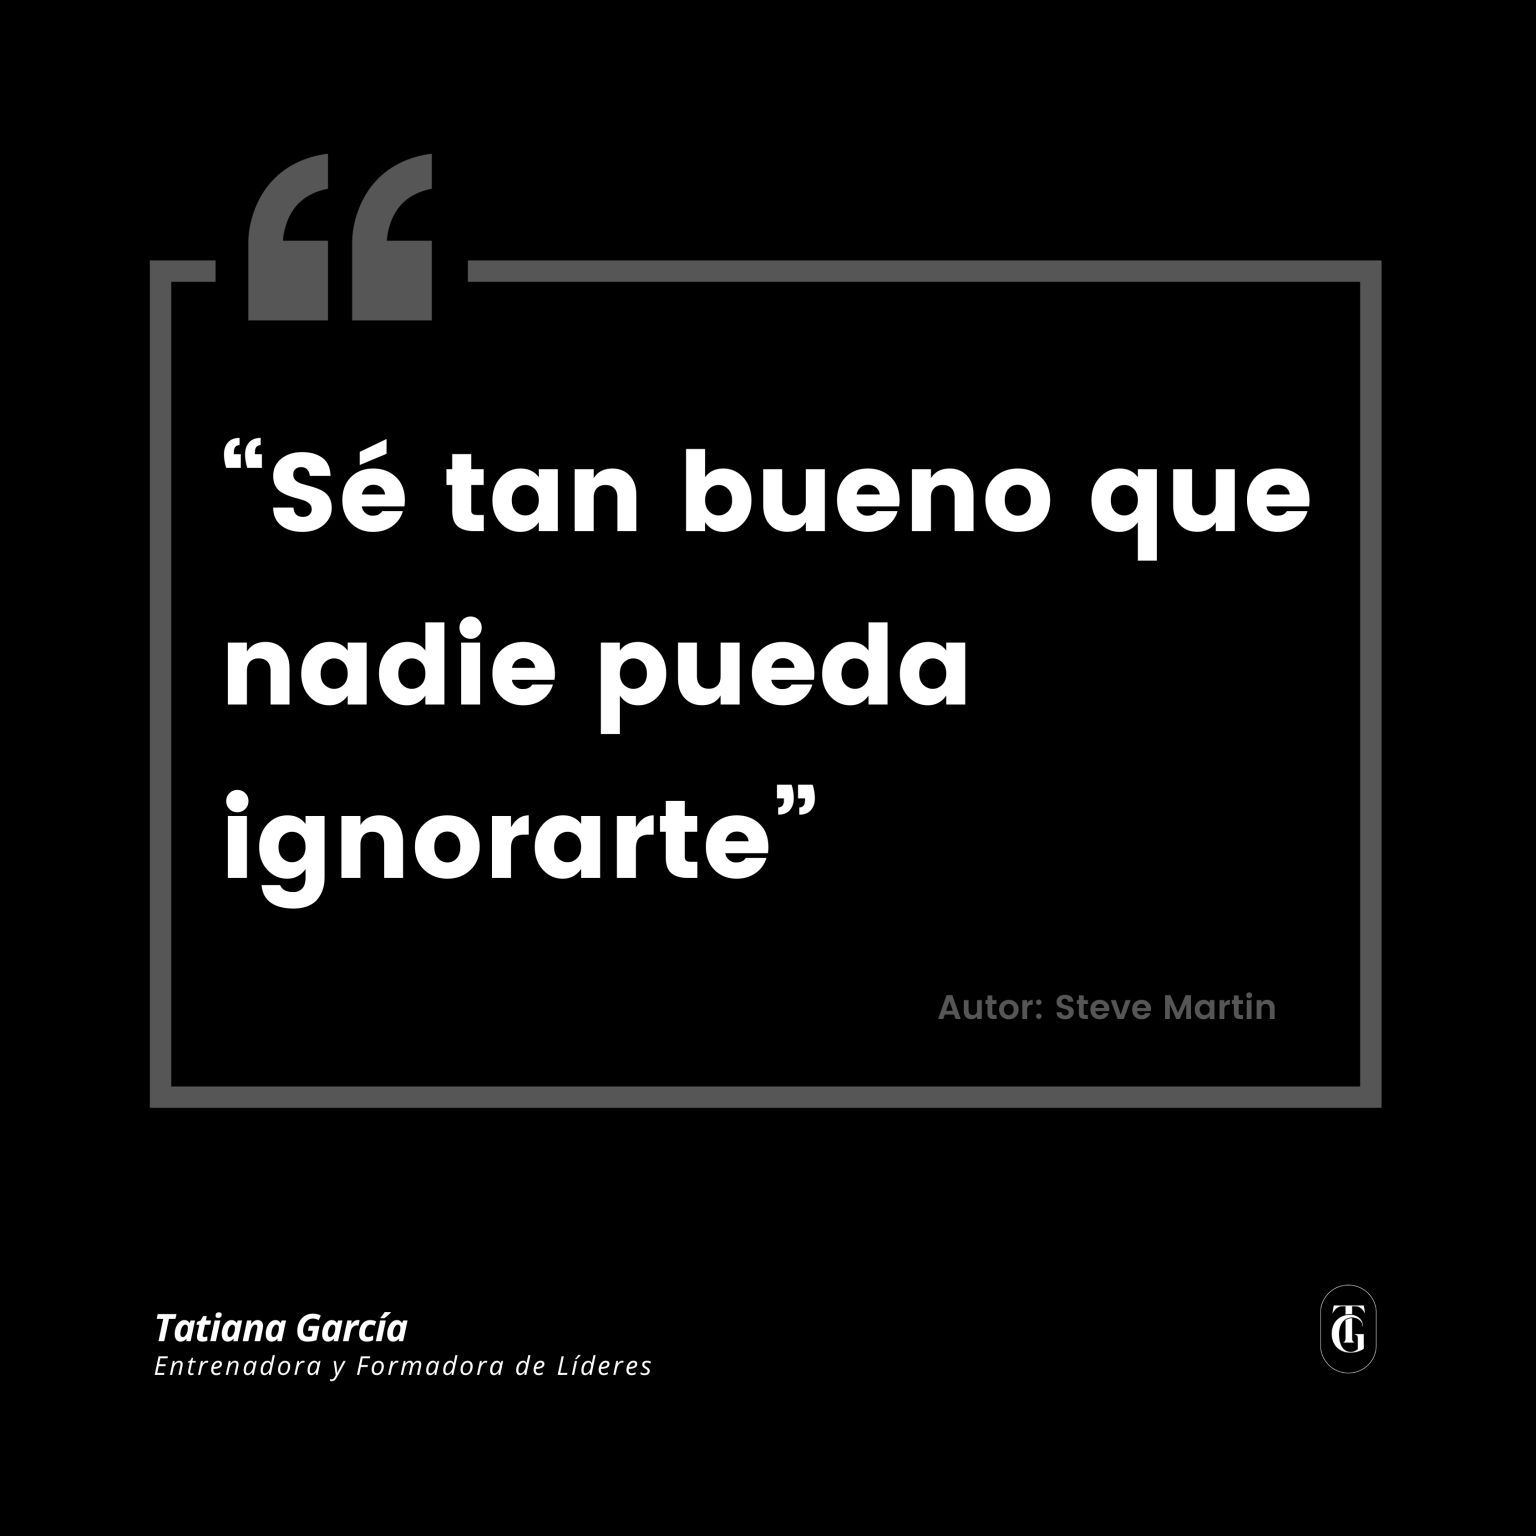 “Sé tan bueno que
nadie pueda
ignorarte”
Autor: Steve Martin
Tatiana García
Entrenadora y Formadora de Líderes
TG